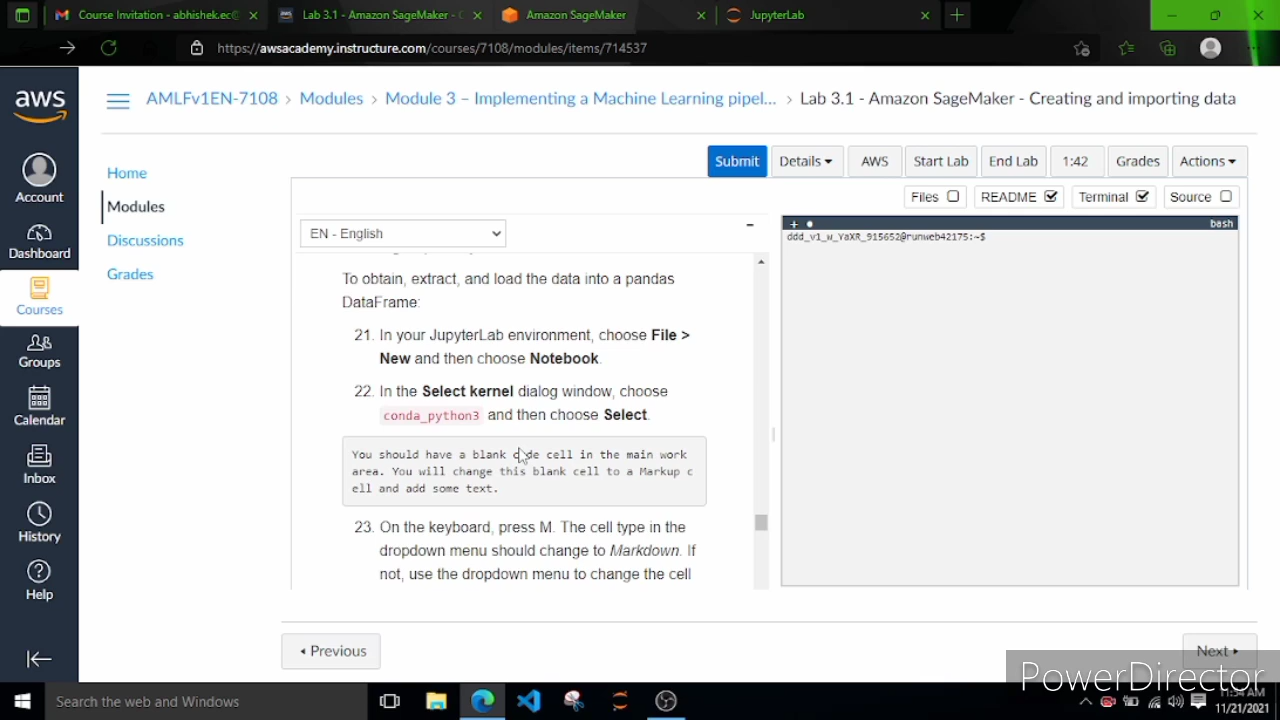 Course Invitation - abhishek.ec@
Lab 3.1 - Amazon SageMaker - C
Amazon SageMaker
JupyterLab
https://awsacademy.instructure.com/courses/7108/modules/items/714537
aws
AMLFv1EN-7108 > Modules > Module 3 – Implementing a Machine Learning pipel... > Lab 3.1 - Amazon SageMaker - Creating and importing data
Account
Dashboard
Courses
Groups
Calendar
Inbox
History
Help
Home
Modules
Discussions
Grades
Submit Details AWS Start Lab End Lab 1:42 Grades Actions
Files README Terminal Source
EN - English
To obtain, extract, and load the data into a pandas
DataFrame:
21. In your JupyterLab environment, choose File >
New and then choose Notebook.
22. In the Select kernel dialog window, choose
conda_python3 and then choose Select.
You should have a blank code cell in the main work
area. You will change this blank cell to a Markup c
ell and add some text.
23. On the keyboard, press M. The cell type in the
dropdown menu should change to Markdown. If
not, use the dropdown menu to change the cell
bash
ddd_v1_w_YaXR_915652@runweb42175:~$
Previous
Next
PowerDirector
Search the web and Windows
11:54 AM
11/21/2021